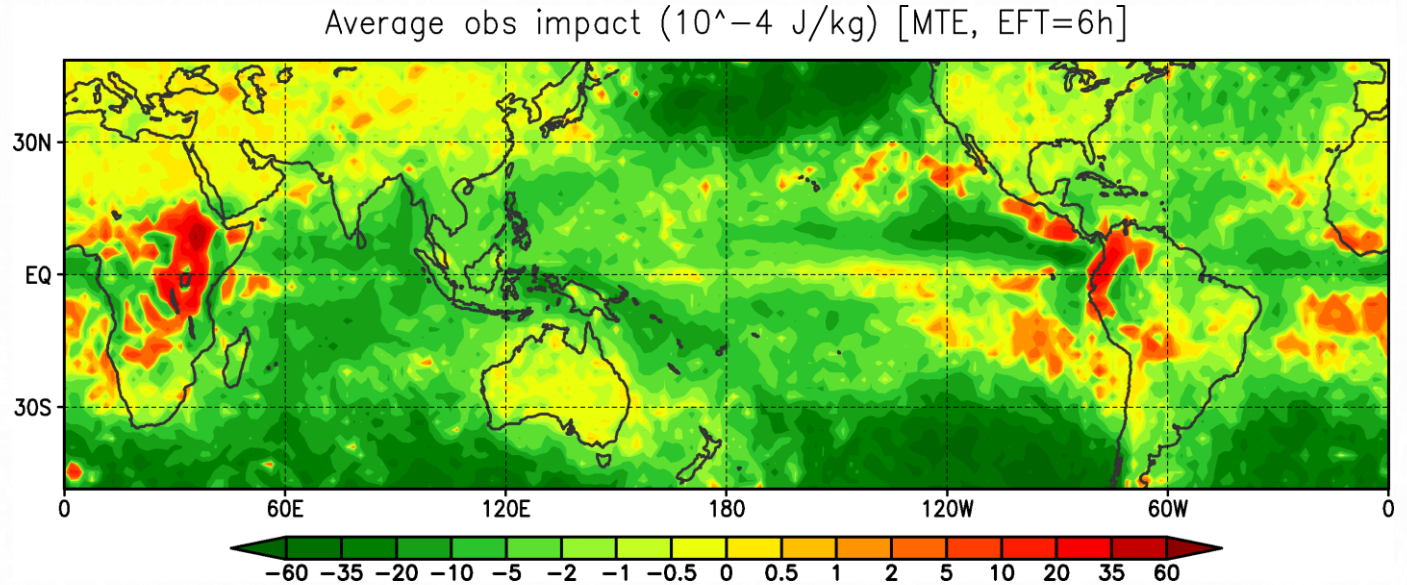 Average obs impact (10^−4 J/kg) [MTE, EFT=6h]
30N
EQ
30S
0 60E 120E 180 120W 60W 0
−60 −35 −20 −10 −5 −2 −1 −0.5 0 0.5 1 2 5 10 20 35 60